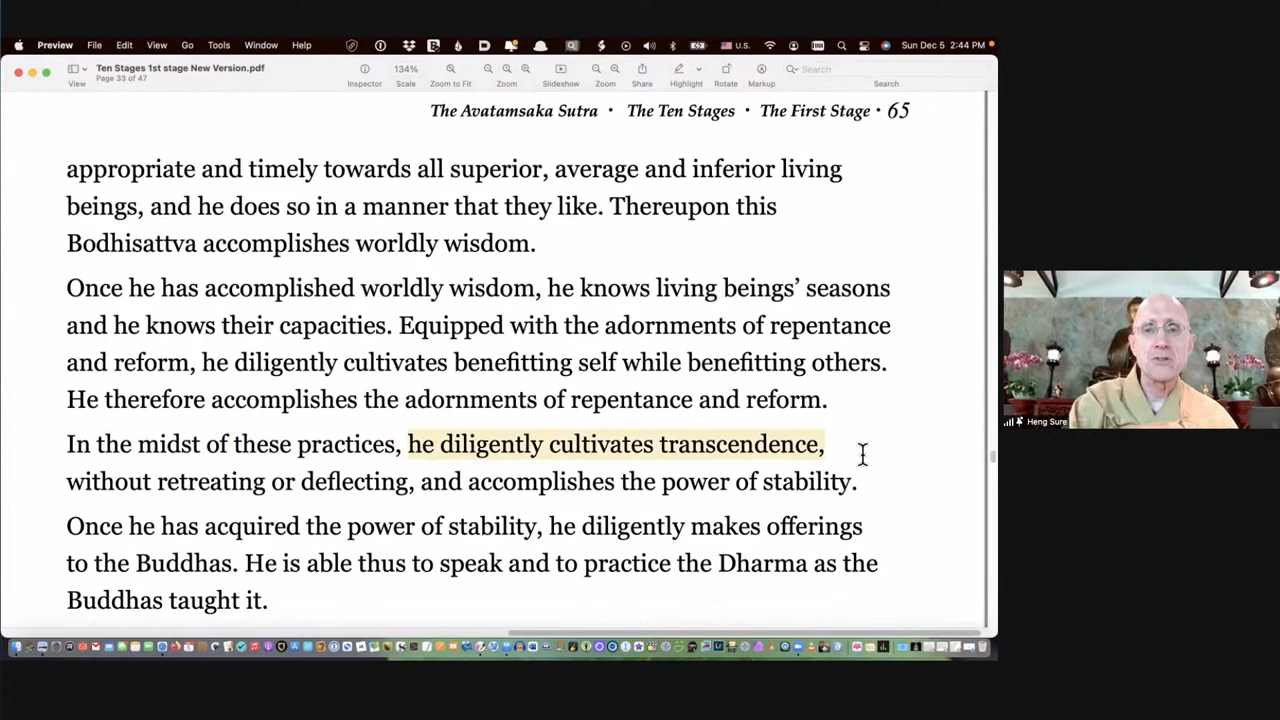 Preview File Edit View Go Tools Window Help U.S. Sun Dec 5 2:44 PM
Ten Stages 1st stage New Version.pdf
Page 33 of 47
134% Search
View Inspector Scale Zoom to Fit Zoom Slideshow Zoom Share Highlight Rotate Markup Search
The Avatamsaka Sutra • The Ten Stages • The First Stage • 65
appropriate and timely towards all superior, average and inferior living
beings, and he does so in a manner that they like. Thereupon this
Bodhisattva accomplishes worldly wisdom.
Once he has accomplished worldly wisdom, he knows living beings’ seasons
and he knows their capacities. Equipped with the adornments of repentance
and reform, he diligently cultivates benefitting self while benefitting others.
He therefore accomplishes the adornments of repentance and reform.
In the midst of these practices, he diligently cultivates transcendence,
without retreating or deflecting, and accomplishes the power of stability.
Once he has acquired the power of stability, he diligently makes offerings
to the Buddhas. He is able thus to speak and to practice the Dharma as the
Buddhas taught it.
Heng Sure